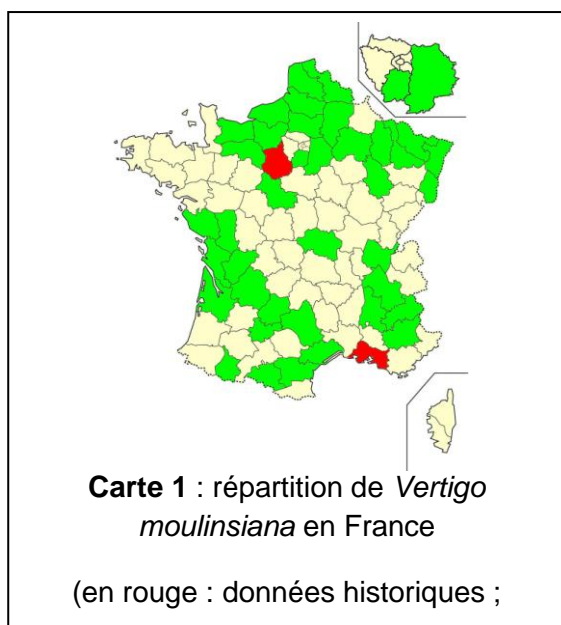 Carte 1 : répartition de Vertigo
moulinsiana en France
(en rouge : données historiques ;